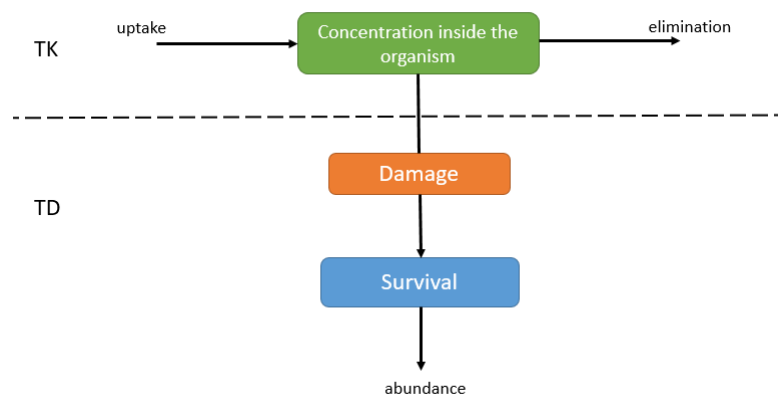 uptake
Concentration inside the
organism
elimination
TK
Damage
TD
Survival
abundance